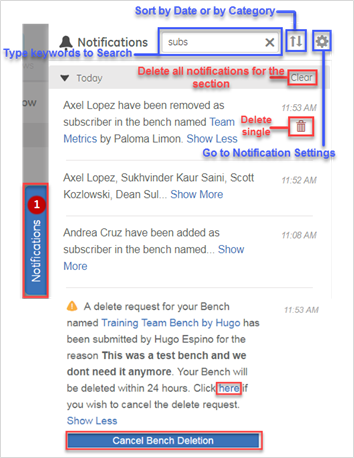 Sort by Date or by Category
Notifications
subs
Type keywords to Search
Delete all notifications for the
section
Today
Clear
Axel Lopez have been removed as
11:53 AM
subscriber in the bench named Team
Metrics by Paloma Limon. Show Less
Delete
single
Go to Notification Settings
Axel Lopez, Sukhvinder Kaur Saini, Scott
11:52 AM
Kozlowski, Dean Sul... Show More
1
Notifications
Andrea Cruz have been added as
11:08 AM
subscriber in the bench named... Show
More
A delete request for your Bench
11:53 AM
named Training Team Bench by Hugo has
been submitted by Hugo Espino for the
reason This was a test bench and we
dont need it anymore. Your Bench will
be deleted within 24 hours. Click here if
you wish to cancel the delete request.
Show Less
Cancel Bench Deletion